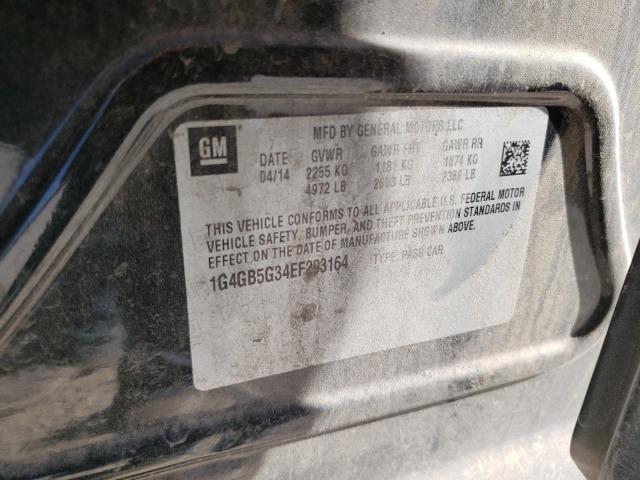 GM
MFD BY GENERAL MOTORS LLC
DATE GVWR GAWR FRT GAWR RR
04/14 2255 KG 1181 KG 1074 KG
4972 LB 2603 LB 2368 LB
THIS VEHICLE CONFORMS TO ALL APPLICABLE U.S. FEDERAL MOTOR
VEHICLE SAFETY, BUMPER, AND THEFT PREVENTION STANDARDS IN
EFFECT ON THE DATE OF MANUFACTURE SHOWN ABOVE.
1G4GB5G34EF293164 TYPE: PASS CAR